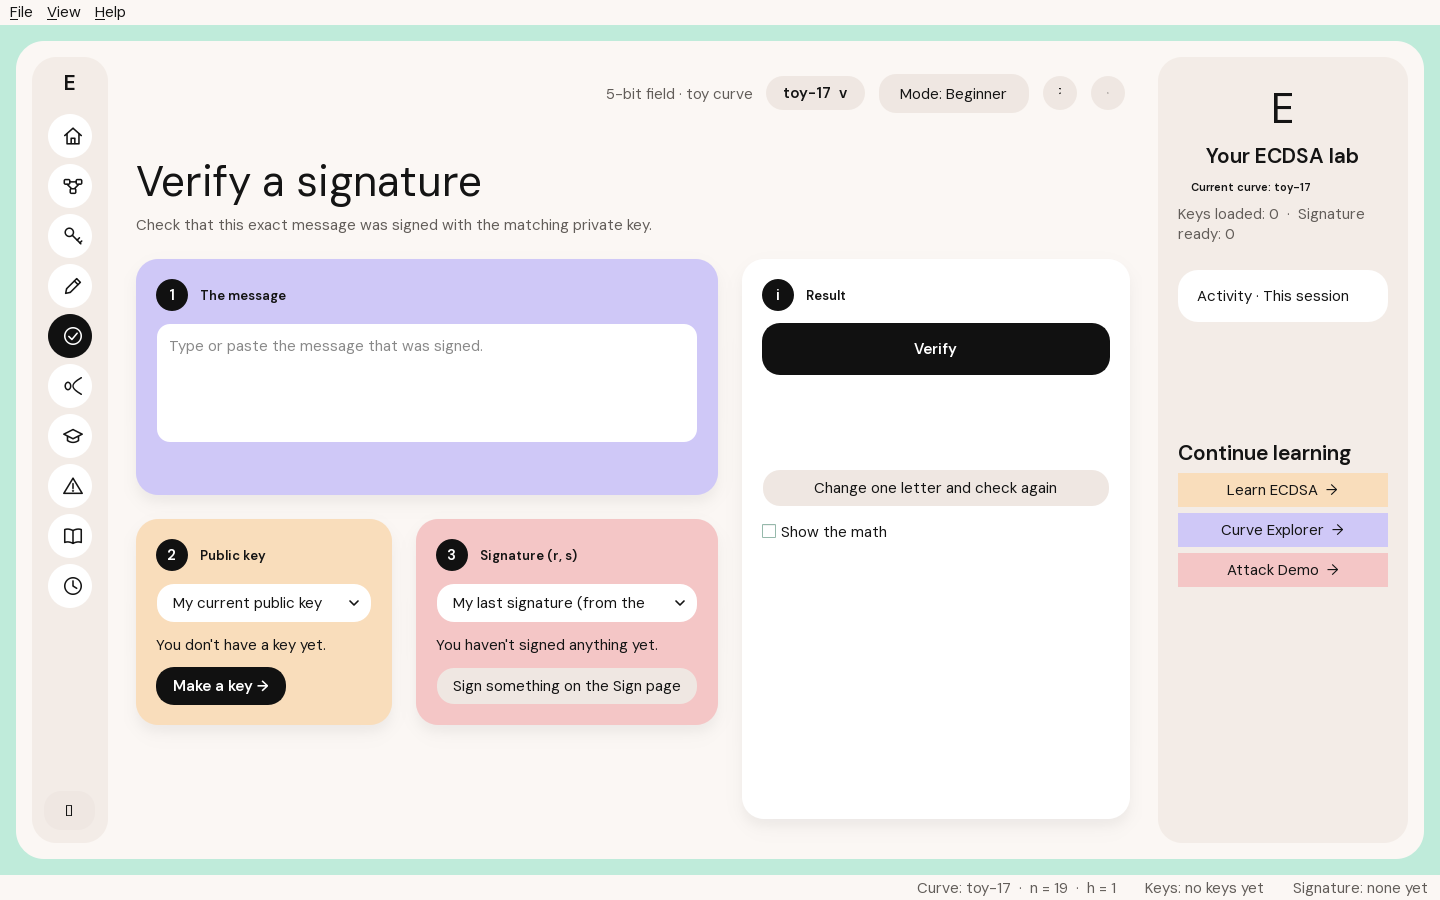 File View Help
E
5-bit field · toy curve toy-17 v Mode: Beginner :
Verify a signature
Check that this exact message was signed with the matching private key.
1 The message
Type or paste the message that was signed.
2 Public key
My current public key
You don't have a key yet.
Make a key →
3 Signature (r, s)
My last signature (from the
You haven't signed anything yet.
Sign something on the Sign page
i Result
Verify
Change one letter and check again
Show the math
E
Your ECDSA lab
Current curve: toy-17
Keys loaded: 0 · Signature
ready: 0
Activity · This session
Continue learning
Learn ECDSA →
Curve Explorer →
Attack Demo →
Curve: toy-17 · n = 19 · h = 1 Keys: no keys yet Signature: none yet